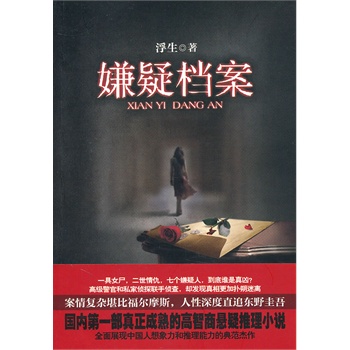 浮生◎著
嫌疑档案
XIAN YI DANG AN
一具女尸，二世情仇，七个嫌疑人，到底谁是真凶?
高级警官和私家侦探联手侦查，却发现真相更加扑朔迷离
案情复杂堪比福尔摩斯，人性深度直追东野圭吾
国内第一部真正成熟的高智商悬疑推理小说
全面展现中国人想象力和推理能力的典范杰作